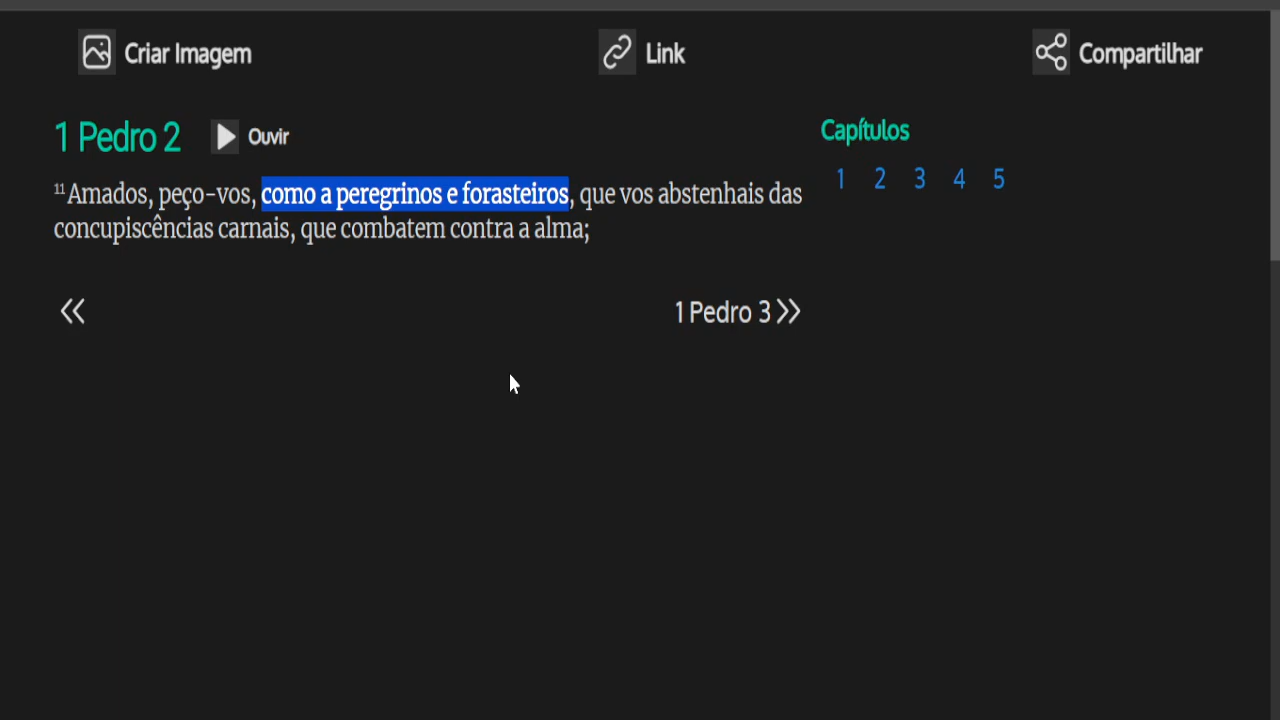 Criar Imagem
Link
Compartilhar
1 Pedro 2
Ouvir
Capítulos
1 2 3 4 5
11 Amados, peço-vos, como a peregrinos e forasteiros, que vos abstenhais das
concupiscências carnais, que combatem contra a alma;
1 Pedro 3